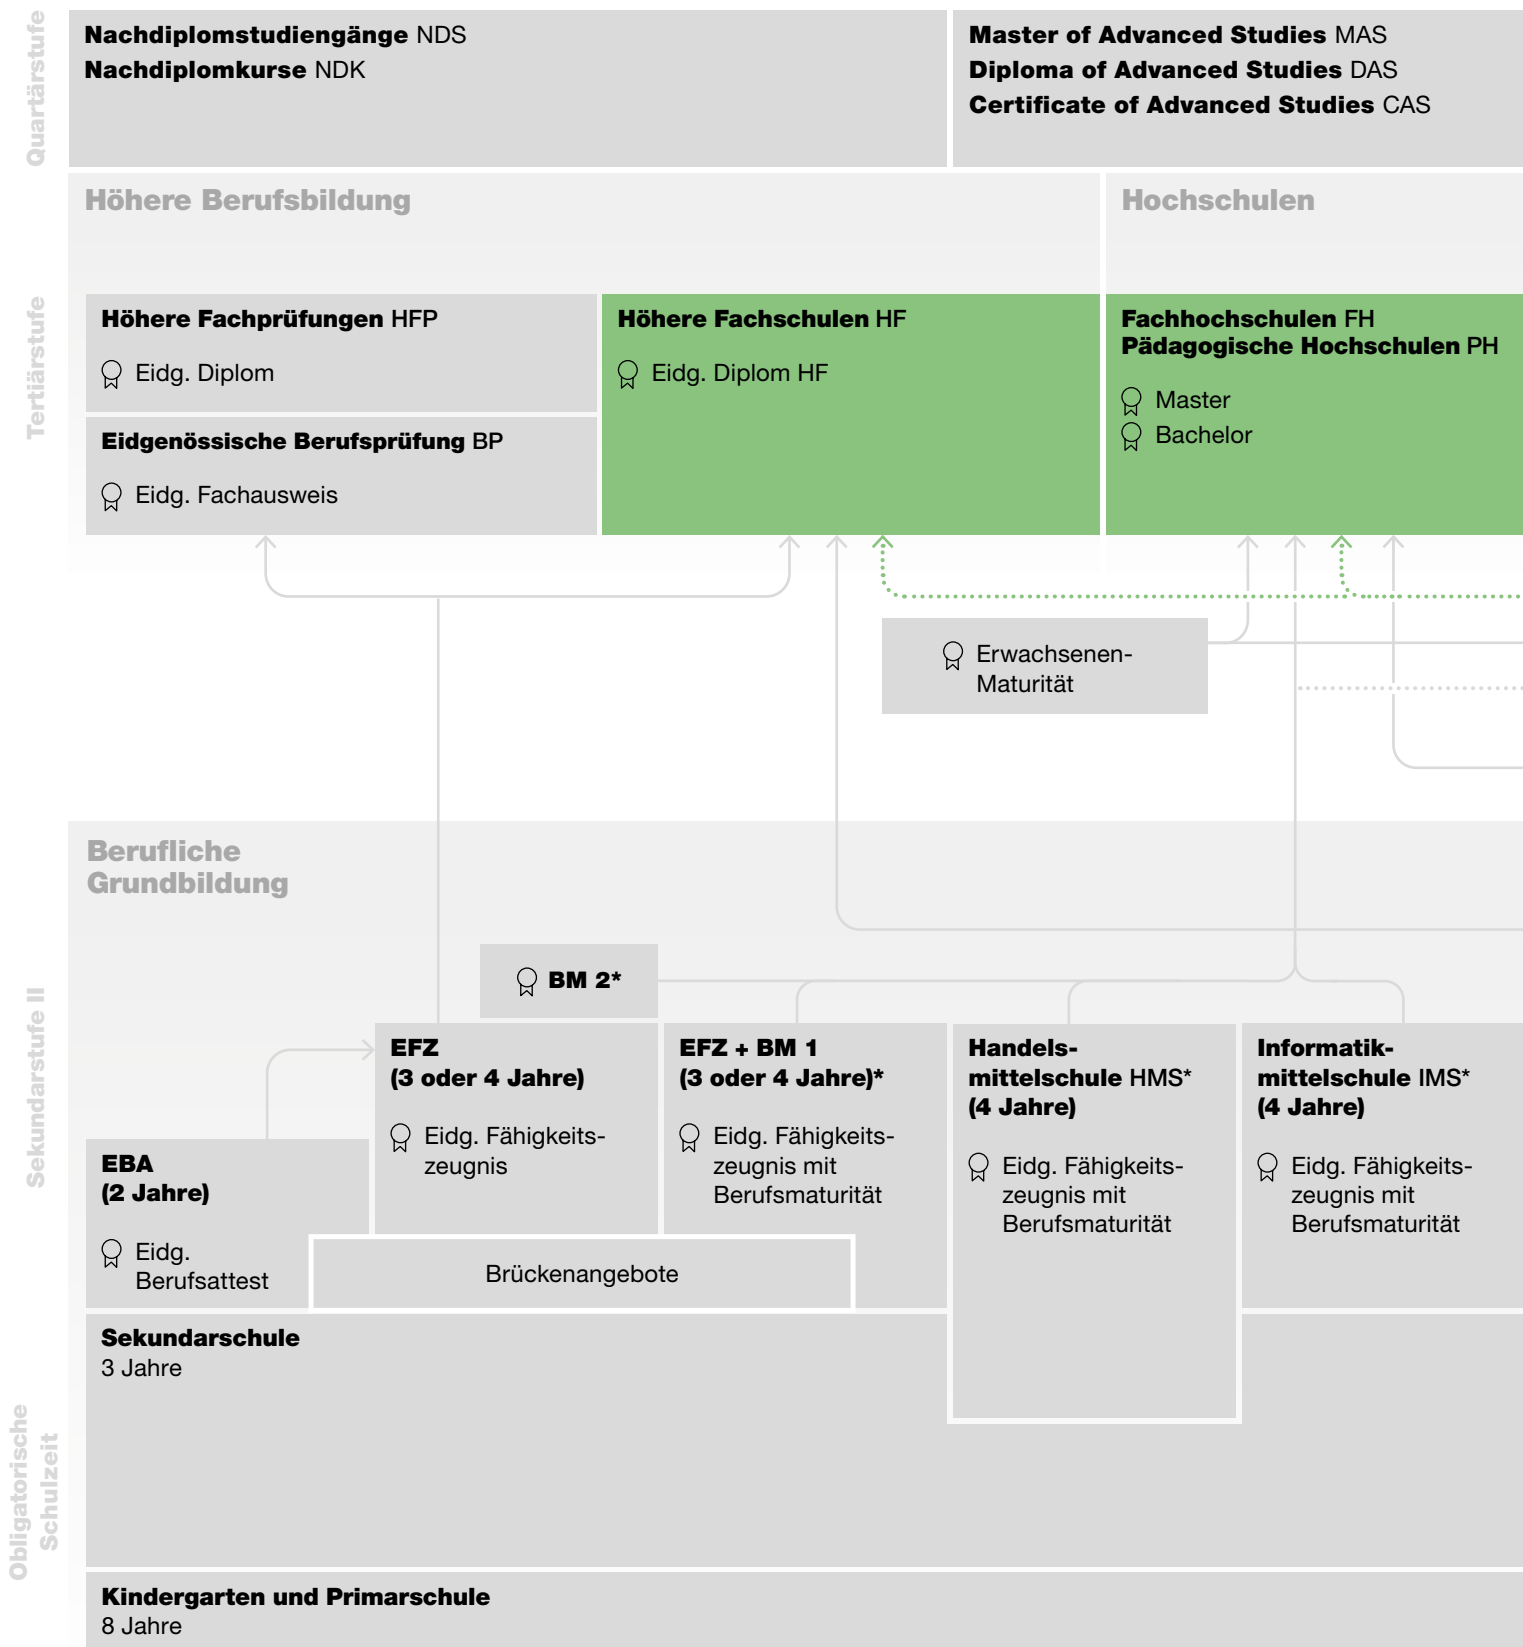 Quartärstufe
Nachdiplomstudiengänge NDS
Nachdiplomkurse NDK
Master of Advanced Studies MAS
Diploma of Advanced Studies DAS
Certificate of Advanced Studies CAS
Tertiärstufe
Höhere Berufsbildung
Hochschulen
Höhere Fachprüfungen HFP
Eidg. Diplom
Eidgenössische Berufsprüfung BP
Eidg. Fachausweis
Höhere Fachschulen HF
Eidg. Diplom HF
Fachhochschulen FH
Pädagogische Hochschulen PH
Master
Bachelor
Erwachsenen-
Maturität
Sekundarstufe II
Berufliche
Grundbildung
BM 2*
EBA
(2 Jahre)
Eidg.
Berufsattest
EFZ
(3 oder 4 Jahre)
Eidg. Fähigkeits-
zeugnis
EFZ + BM 1
(3 oder 4 Jahre)*
Eidg. Fähigkeits-
zeugnis mit
Berufsmaturität
Handels-
mittelschule HMS*
(4 Jahre)
Eidg. Fähigkeits-
zeugnis mit
Berufsmaturität
Informatik-
mittelschule IMS*
(4 Jahre)
Eidg. Fähigkeits-
zeugnis mit
Berufsmaturität
Brückenangebote
Obligatorische
Schulzeit
Sekundarschule
3 Jahre
Kindergarten und Primarschule
8 Jahre